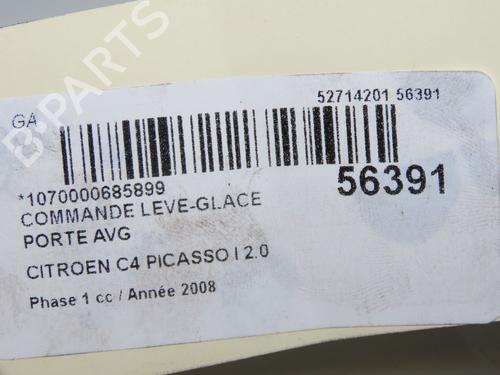 B-PARTS
52714201 56391
GA
*1070000685899
56391
COMMANDE LEVE-GLACE
PORTE AVG
CITROEN C4 PICASSO I 2.0
Phase 1 cc / Année 2008